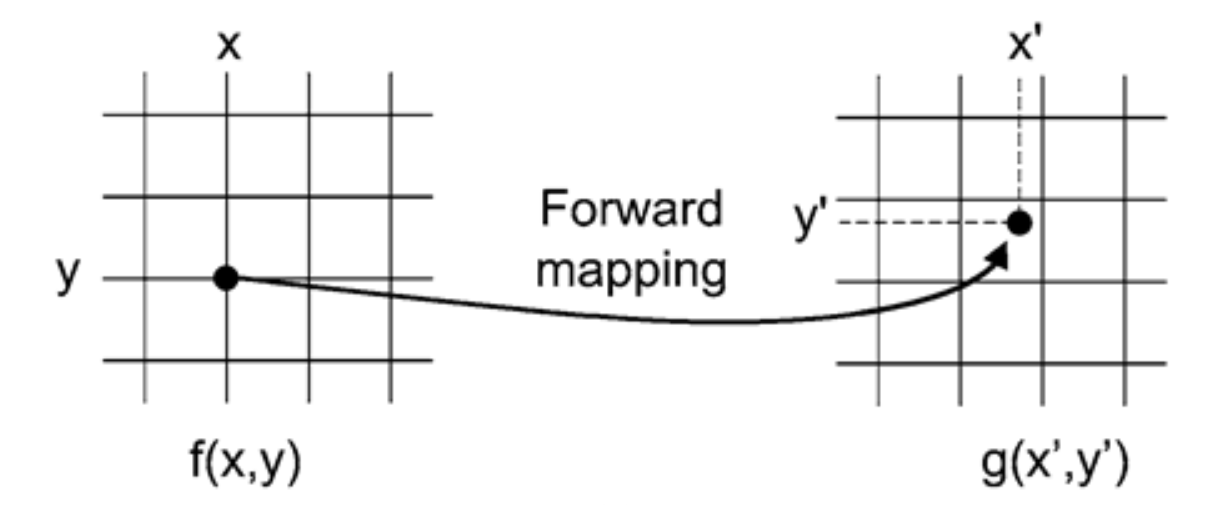 x
x'
Forward
mapping
y'
y
f(x,y)
g(x’,y’)